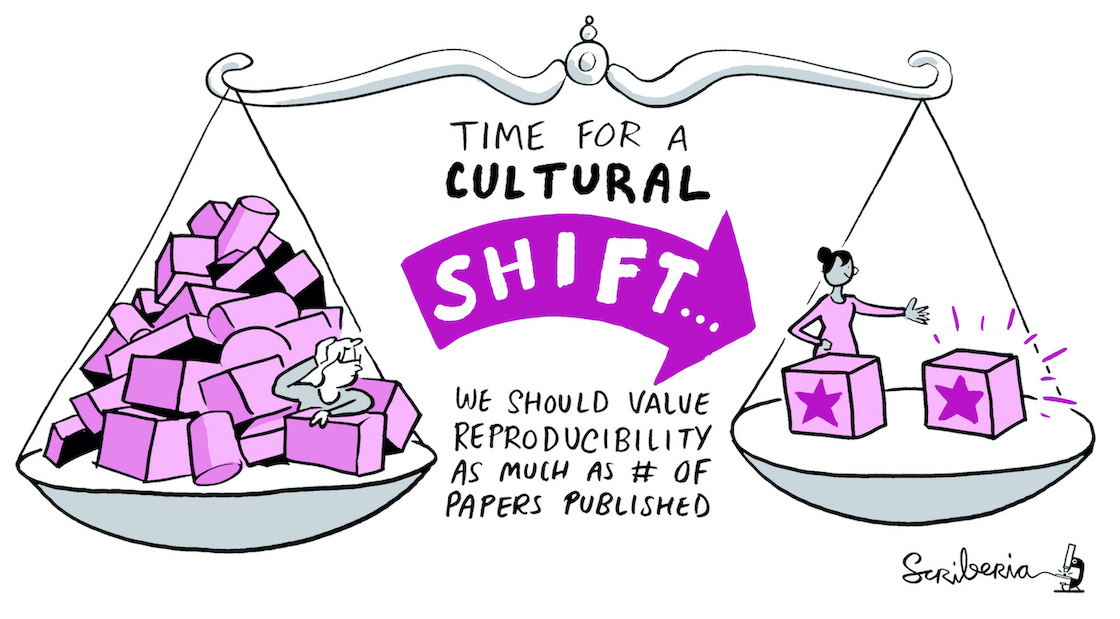 TIME FOR A
CULTURAL
SHIFT...
WE SHOULD VALUE
REPRODUCIBILITY
AS MUCH AS # OF
PAPERS PUBLISHED
Scriberia